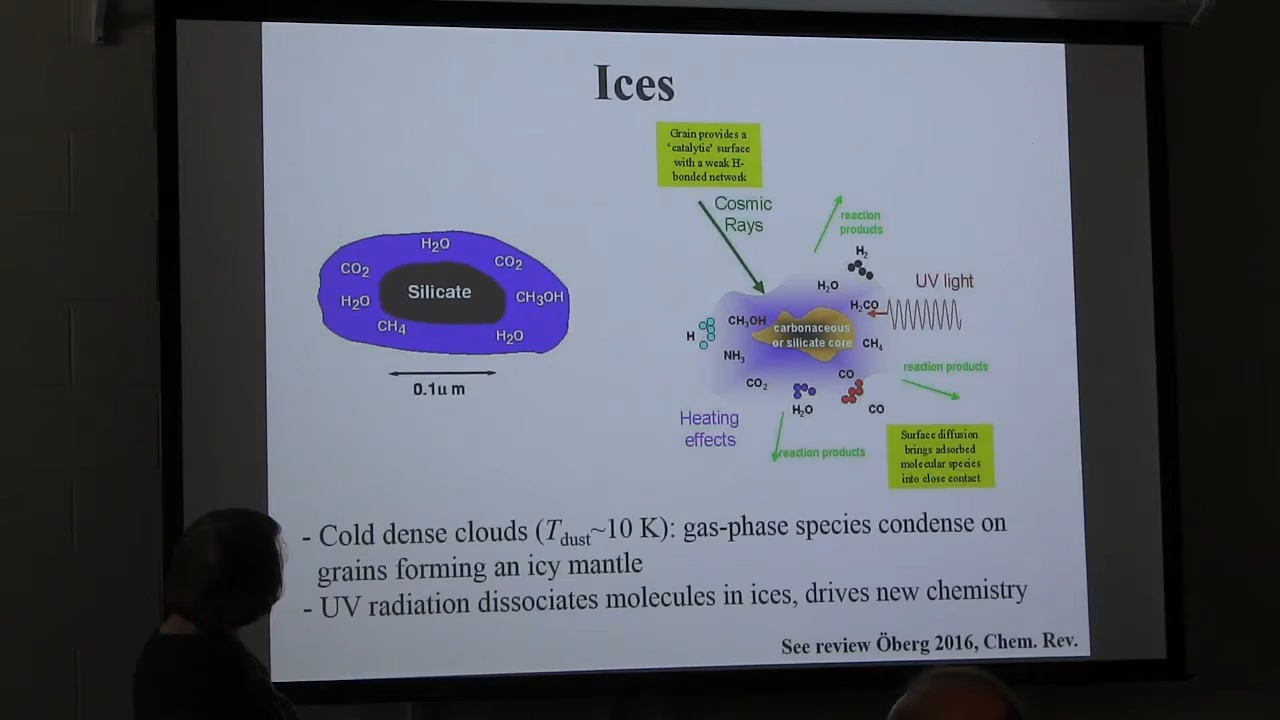 Ices
Grain provides a
'catalytic' surface
with a weak H-
bonded network
Cosmic
Rays
reaction
products
H₂
H₂O
UV light
H₂CO
CH₃OH
carbonaceous
or silicate core
H
CH₄
NH₃
CO
reaction products
CO₂
H₂O
CO
Heating
effects
reaction products
Surface diffusion
brings adsorbed
molecular species
into close contact
H₂O
CO₂
CO₂
Silicate
H₂O
CH₃OH
CH₄
H₂O
0.1u m
- Cold dense clouds (T_dust~10 K): gas-phase species condense on
grains forming an icy mantle
- UV radiation dissociates molecules in ices, drives new chemistry
See review Öberg 2016, Chem. Rev.